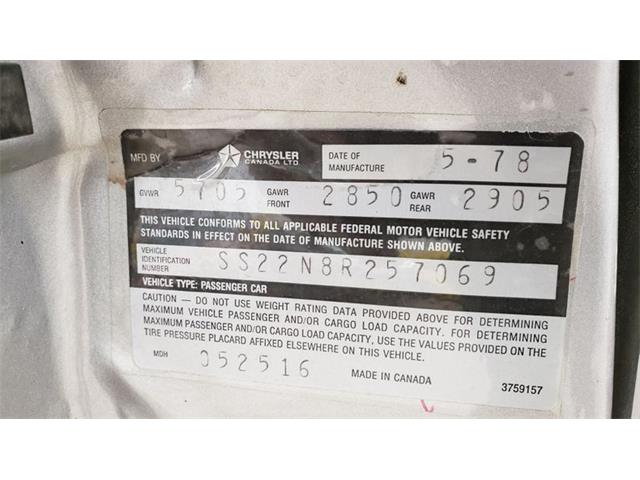 MFD BY CHRYSLER CANADA LTD. DATE OF MANUFACTURE 5-78
GVWR 5705 GAWR FRONT 2850 GAWR REAR 2905
THIS VEHICLE CONFORMS TO ALL APPLICABLE FEDERAL MOTOR VEHICLE SAFETY
STANDARDS IN EFFECT ON THE DATE OF MANUFACTURE SHOWN ABOVE.
VEHICLE IDENTIFICATION NUMBER SS22N8R257069
VEHICLE TYPE: PASSENGER CAR
CAUTION — DO NOT USE WEIGHT RATING DATA PROVIDED ABOVE FOR DETERMINING
MAXIMUM VEHICLE PASSENGER AND/OR CARGO LOAD CAPACITY. FOR DETERMINING
MAXIMUM PASSENGER AND/OR CARGO LOAD CAPACITY, USE THE VALUES PROVIDED ON THE
TIRE PRESSURE PLACARD AFFIXED ELSEWHERE ON THIS VEHICLE.
MDH 052516 MADE IN CANADA
3759157